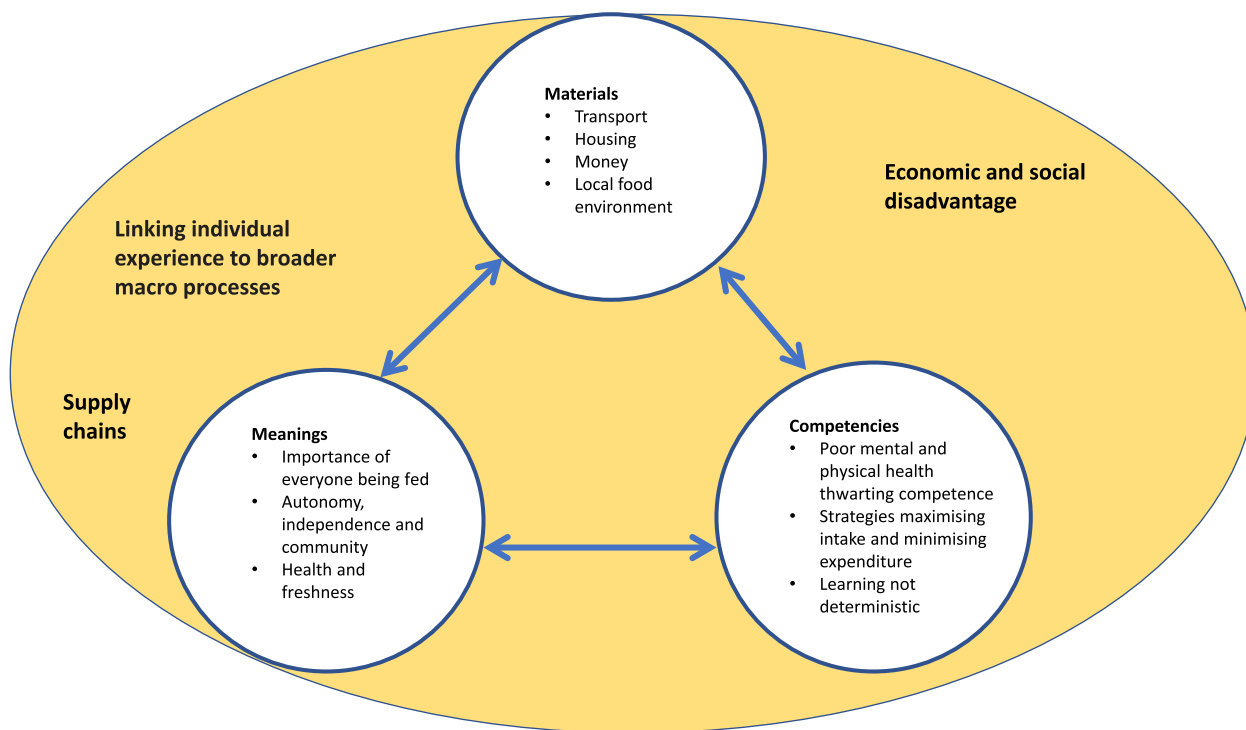 Materials
• Transport
• Housing
• Money
• Local food
environment
Economic and social
disadvantage
Linking individual
experience to broader
macro processes
Supply
chains
Meanings
• Importance of
everyone being fed
• Autonomy,
independence and
community
• Health and
freshness
Competencies
• Poor mental and
physical health
thwarting competence
• Strategies maximising
intake and minimising
expenditure
• Learning not
deterministic